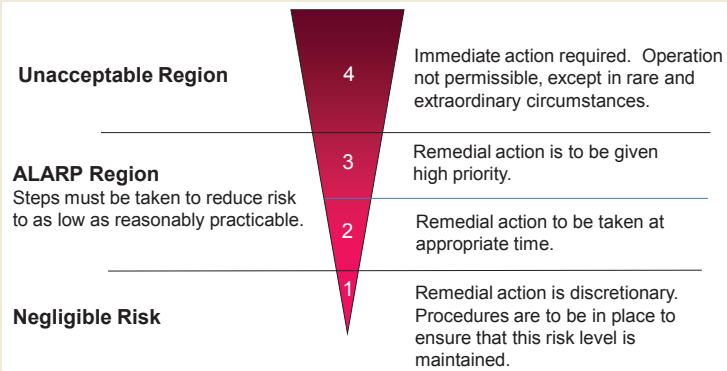 Unacceptable Region
4
Immediate action required. Operation
not permissible, except in rare and
extraordinary circumstances.
ALARP Region
Steps must be taken to reduce risk
to as low as reasonably practicable.
3
Remedial action is to be given
high priority.
2
Remedial action to be taken at
appropriate time.
Negligible Risk
1
Remedial action is discretionary.
Procedures are to be in place to
ensure that this risk level is
maintained.